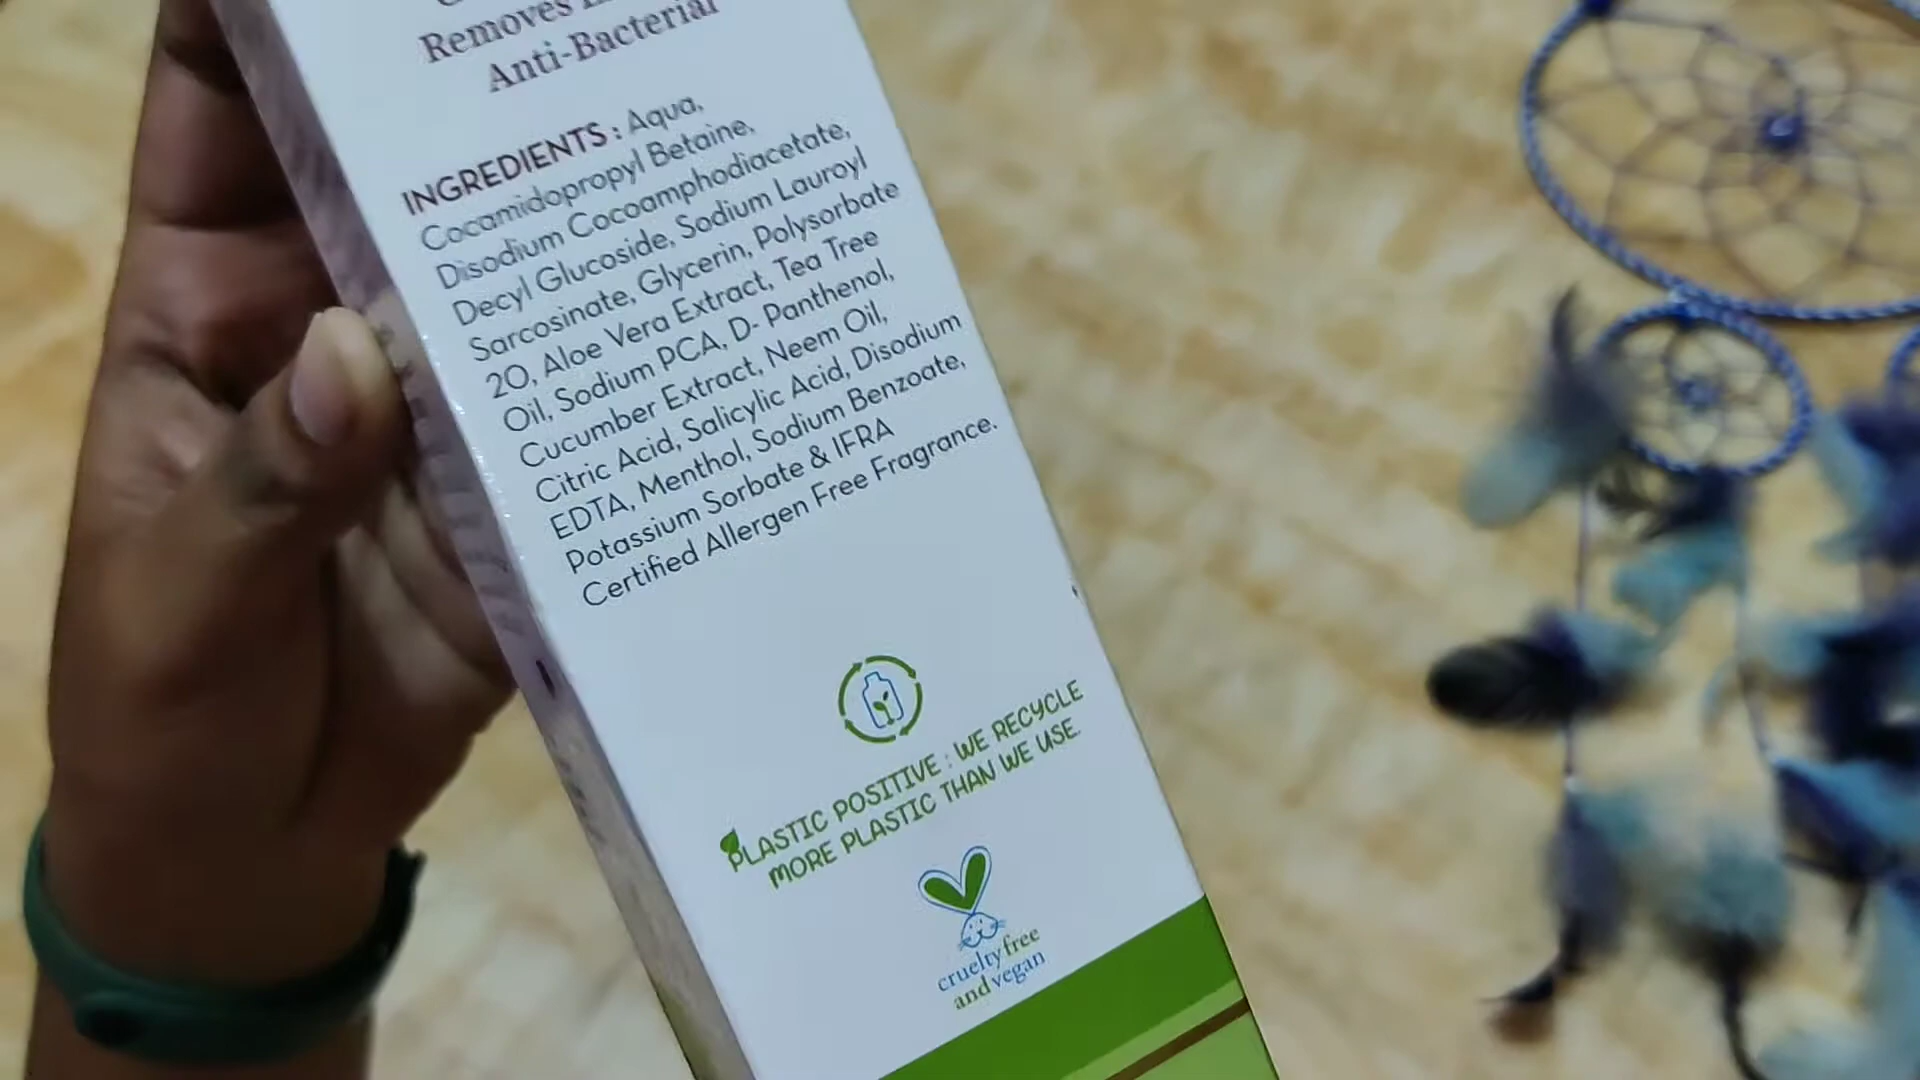 Removes
Anti-Bacterial
INGREDIENTS : Aqua,
Cocamidopropyl Betaine,
Disodium Cocoamphodiacetate,
Decyl Glucoside, Sodium Lauroyl
Sarcosinate, Glycerin, Polysorbate
20, Aloe Vera Extract, Tea Tree
Oil, Sodium PCA, D- Panthenol,
Cucumber Extract, Neem Oil,
Citric Acid, Salicylic Acid, Disodium
EDTA, Menthol, Sodium Benzoate,
Potassium Sorbate & IFRA
Certified Allergen Free Fragrance.
PLASTIC POSITIVE : WE RECYCLE
MORE PLASTIC THAN WE USE.
cruelty free
and vegan